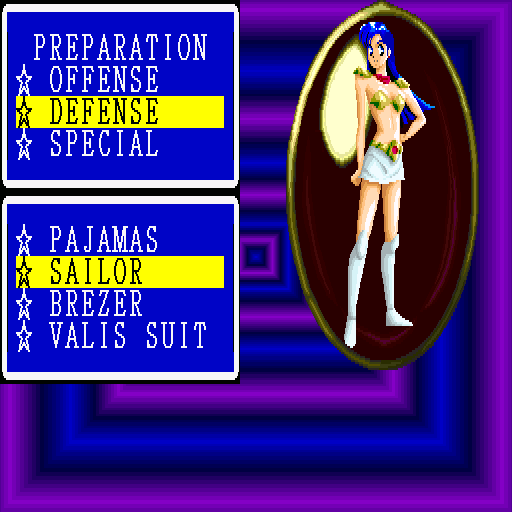 PREPARATION
OFFENSE
DEFENSE
SPECIAL
PAJAMAS
SAILOR
BREZER
VALIS SUIT